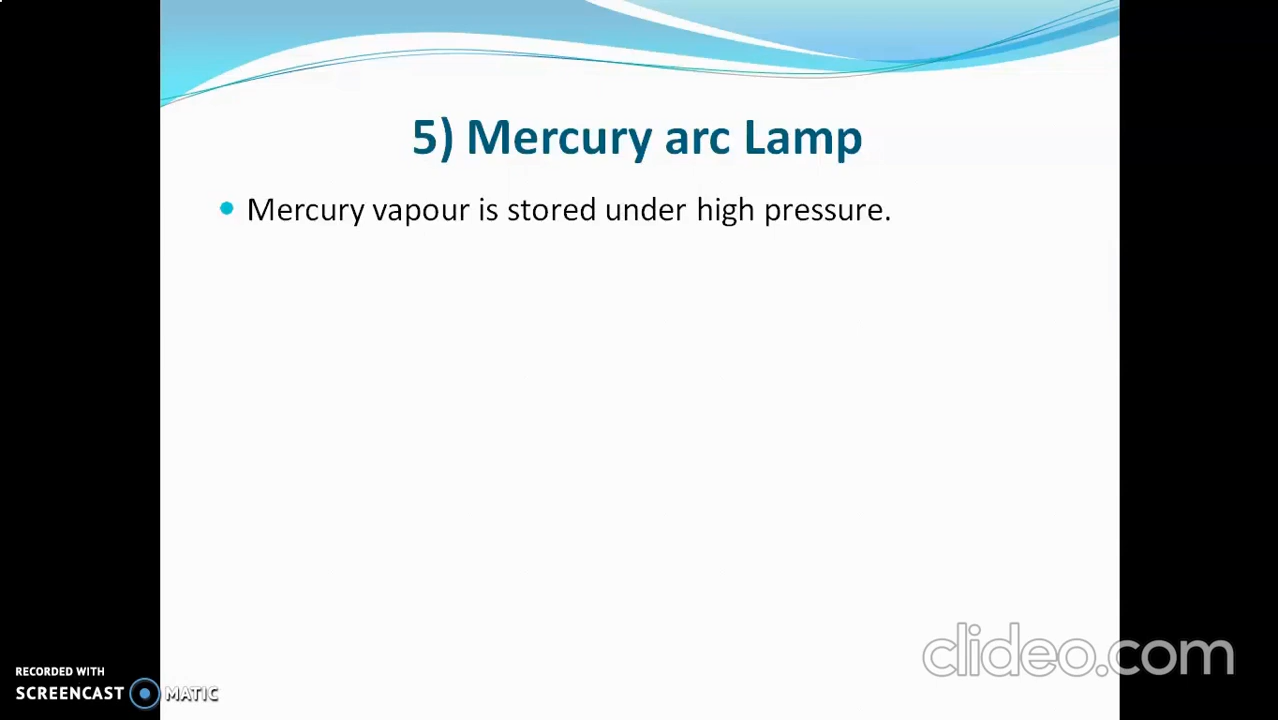 5) Mercury arc Lamp
Mercury vapour is stored under high pressure.
clideo.com
RECORDED WITH
SCREENCAST MATIC